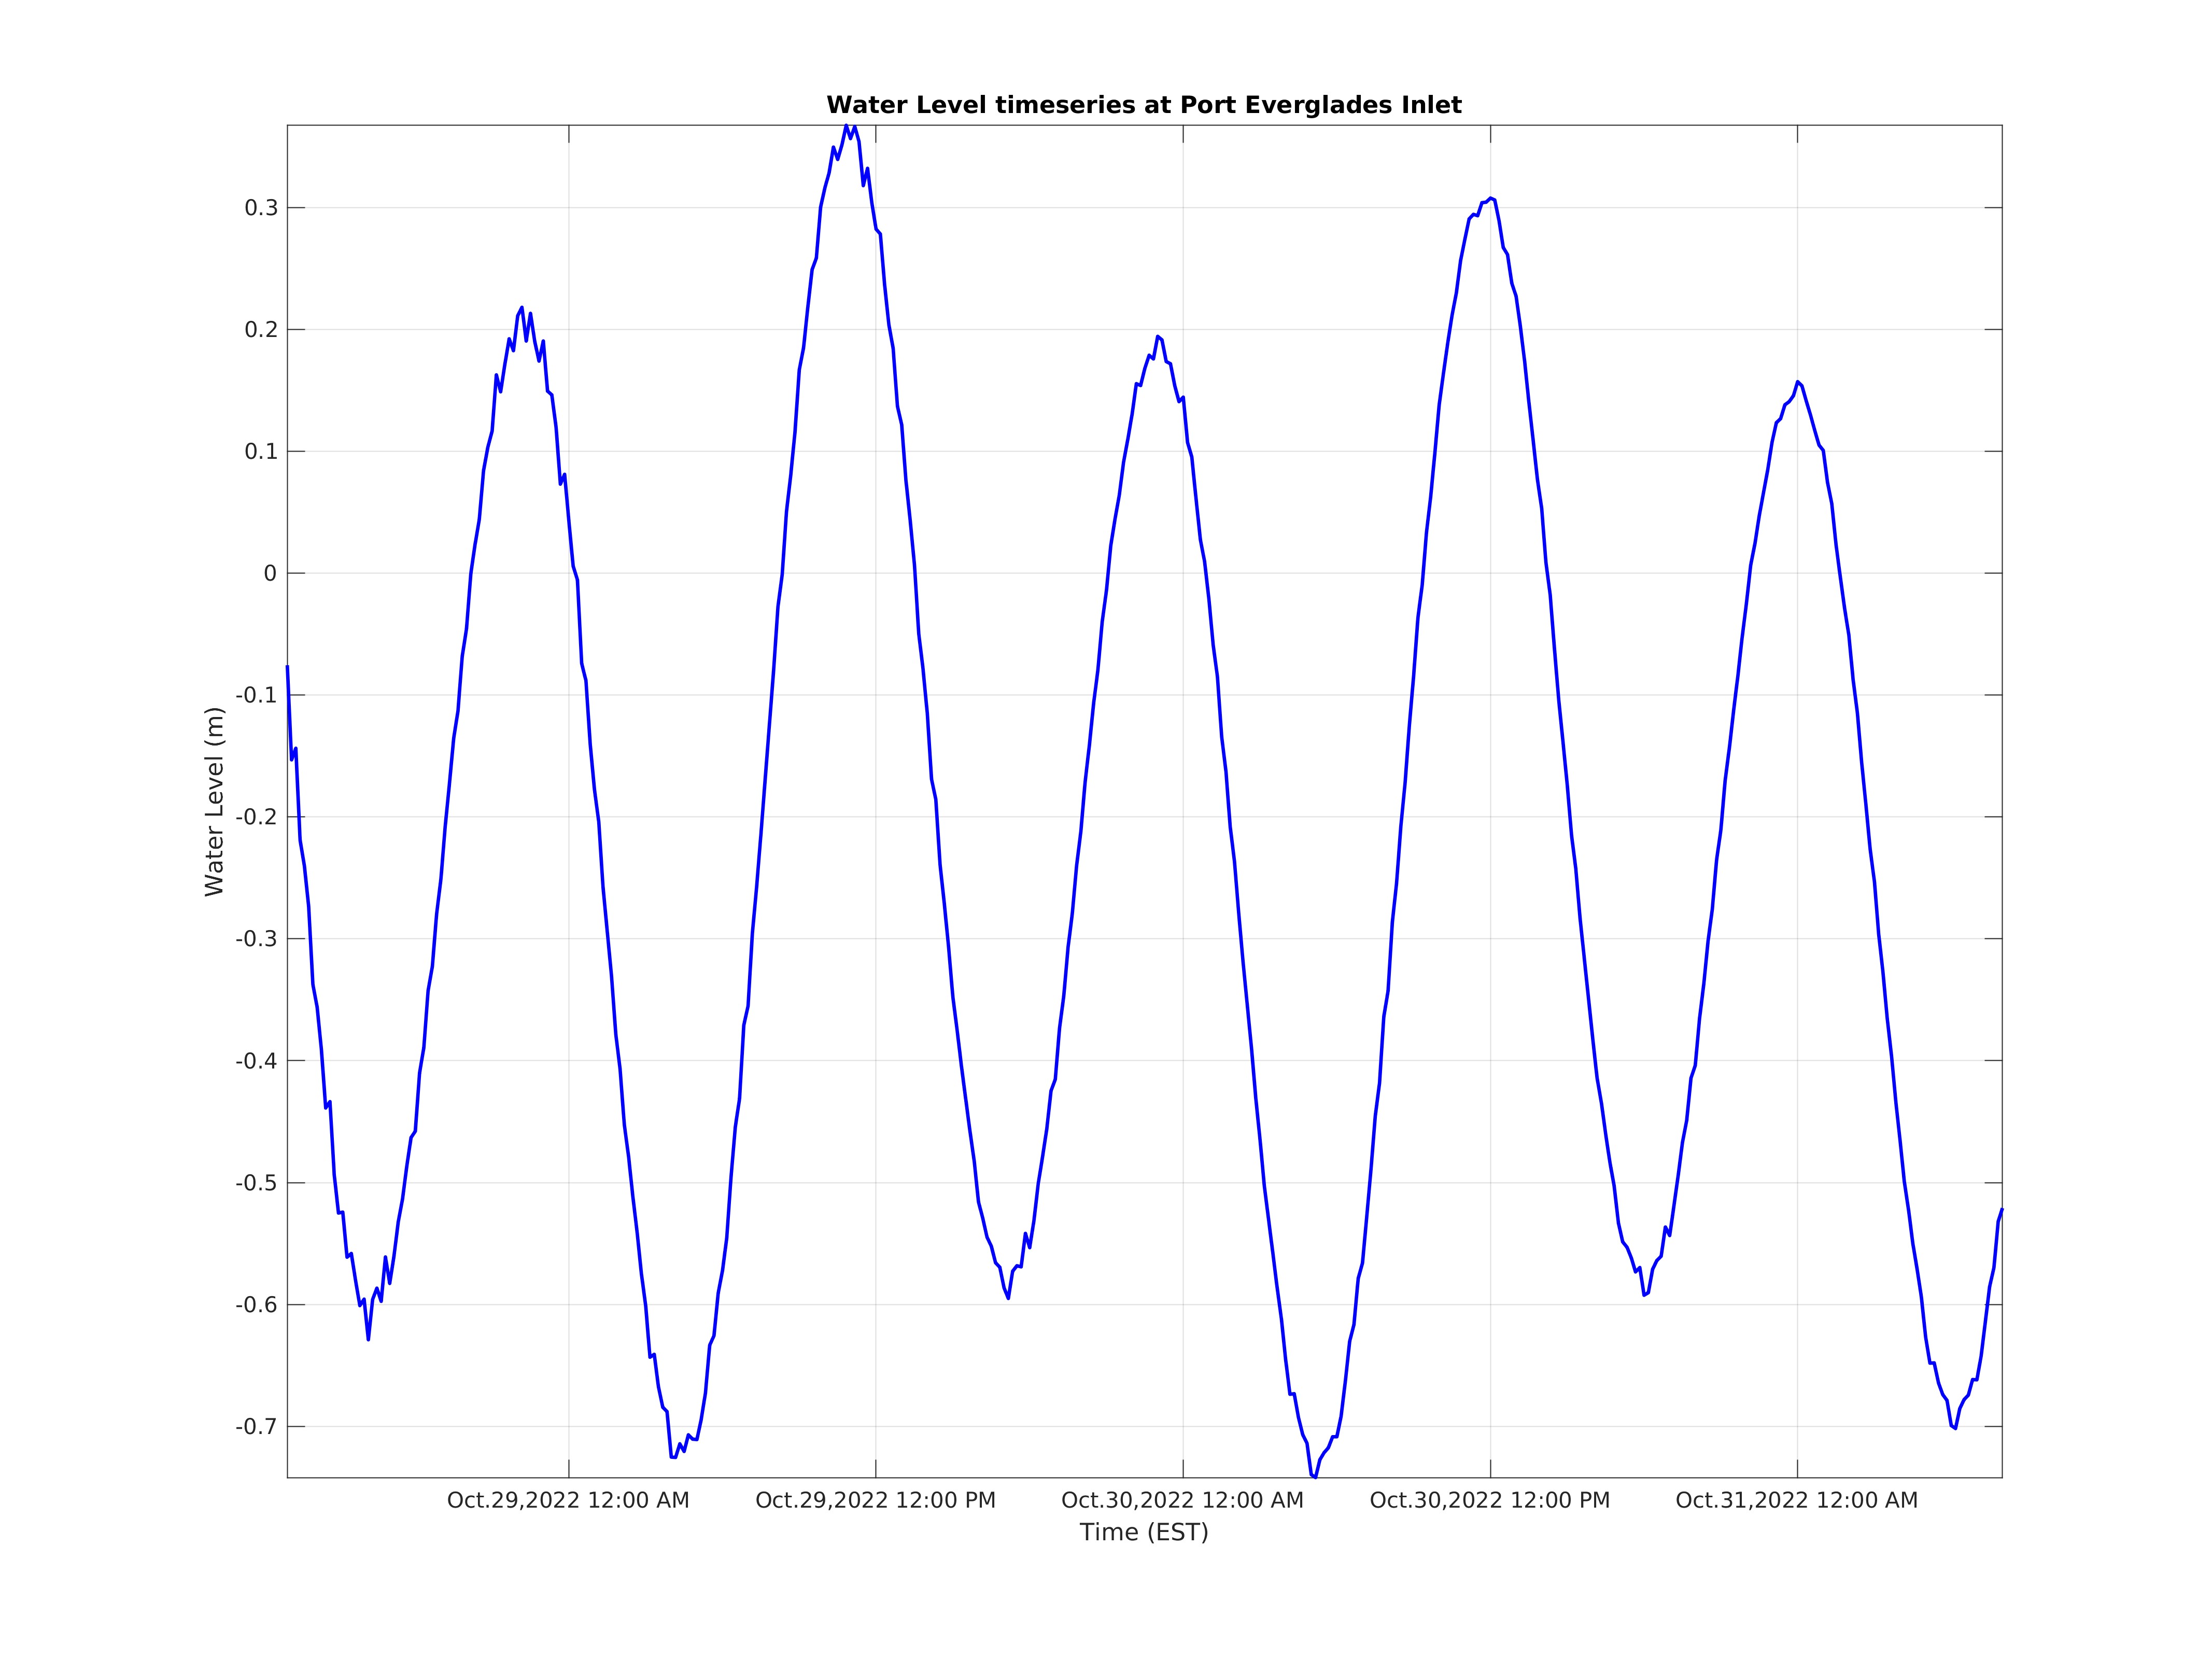 Water Level timeseries at Port Everglades Inlet
0.3
0.2
0.1
0
-0.1
-0.2
-0.3
-0.4
-0.5
-0.6
-0.7
Water Level (m)
Oct.29,2022 12:00 AM
Oct.29,2022 12:00 PM
Oct.30,2022 12:00 AM
Oct.30,2022 12:00 PM
Oct.31,2022 12:00 AM
Time (EST)